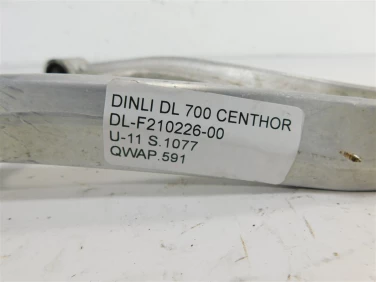 DINLI DL 700 CENTHOR
DL-F210226-00
U-11 S.1077
QWAP.591